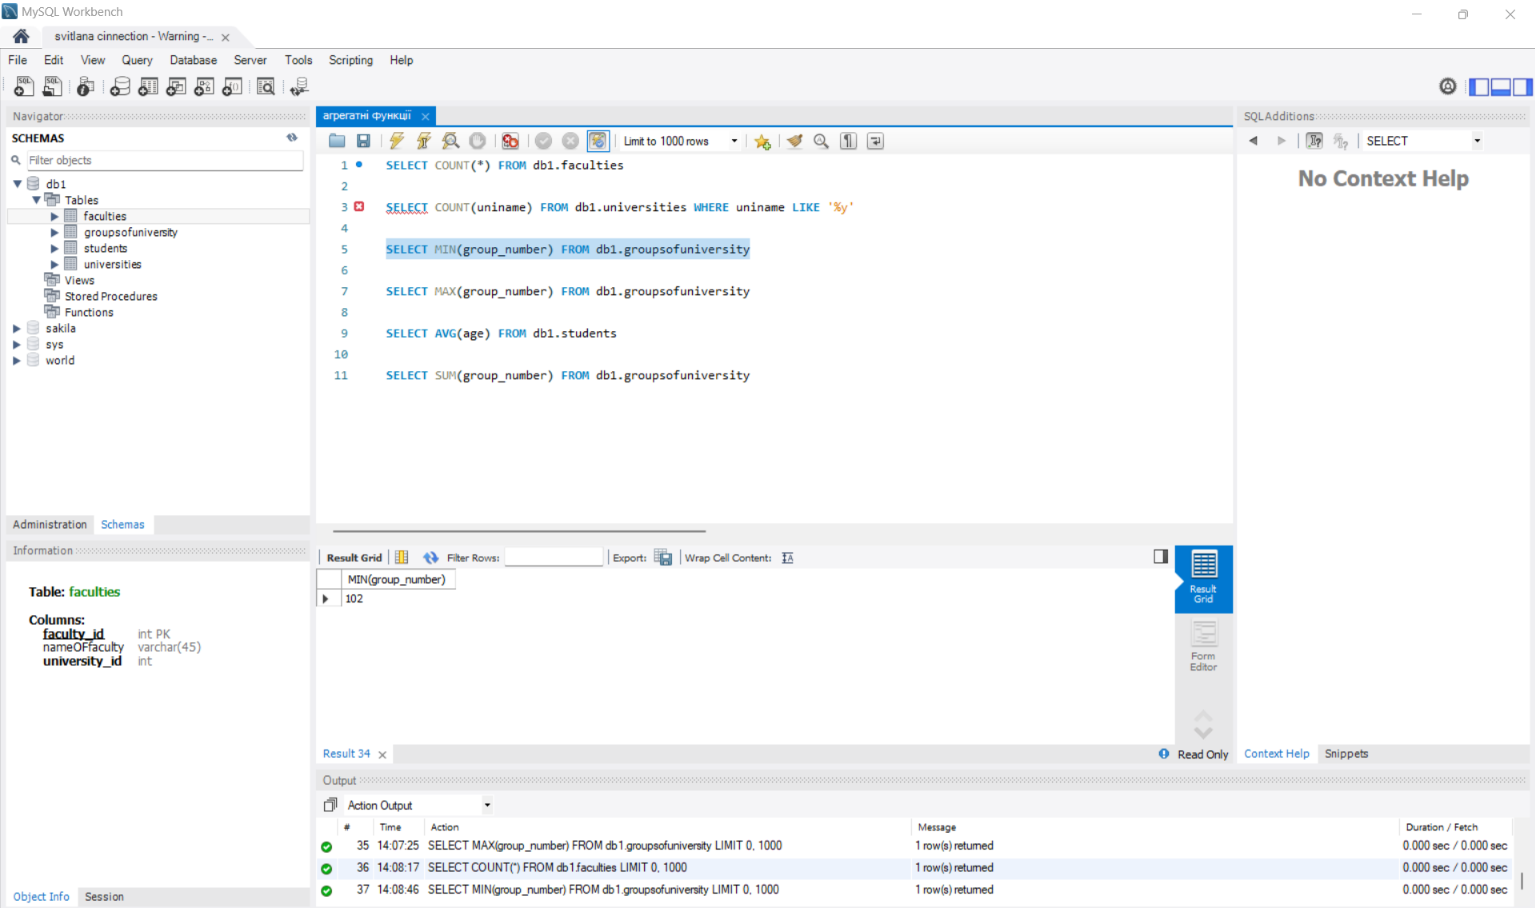 MySQL Workbench
svitlana cinnection - Warning -...
File Edit View Query Database Server Tools Scripting Help
Navigator
SCHEMAS
Filter objects
db1
Tables
faculties
groupsofuniversity
students
universities
Views
Stored Procedures
Functions
sakila
sys
world
Administration Schemas
Information
Table: faculties
Columns:
faculty_id int PK
nameOFfaculty varchar(45)
university_id int
Object Info Session
агрегатні функції
Limit to 1000 rows
1 SELECT COUNT(*) FROM db1.faculties
2
3 SELECT COUNT(uniname) FROM db1.universities WHERE uniname LIKE '%y'
4
5 SELECT MIN(group_number) FROM db1.groupsofuniversity
6
7 SELECT MAX(group_number) FROM db1.groupsofuniversity
8
9 SELECT AVG(age) FROM db1.students
10
11 SELECT SUM(group_number) FROM db1.groupsofuniversity
Result Grid Filter Rows: Export: Wrap Cell Content:
MIN(group_number)
102
Result Grid
Form Editor
Result 34
Read Only
SQLAdditions
SELECT
No Context Help
Context Help Snippets
Output
Action Output
# Time Action Message Duration / Fetch
35 14:07:25 SELECT MAX(group_number) FROM db1.groupsofuniversity LIMIT 0, 1000 1 row(s) returned 0.000 sec / 0.000 sec
36 14:08:17 SELECT COUNT(*) FROM db1.faculties LIMIT 0, 1000 1 row(s) returned 0.000 sec / 0.000 sec
37 14:08:46 SELECT MIN(group_number) FROM db1.groupsofuniversity LIMIT 0, 1000 1 row(s) returned 0.000 sec / 0.000 sec